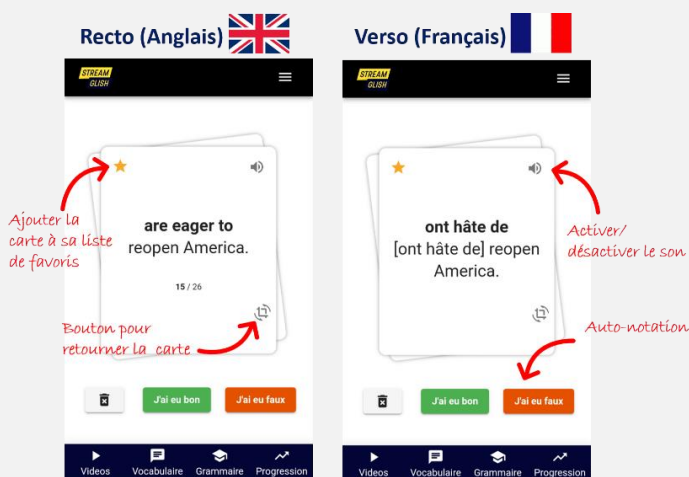 Recto (Anglais)
STREAM
GLISH
are eager to
reopen America.
15 / 26
Ajouter la
carte à sa liste
de favoris
Bouton pour
retourner la carte
J'ai eu bon
J'ai eu faux
Videos
Vocabulaire
Grammaire
Progression
Verso (Français)
STREAM
GLISH
ont hâte de
[ont hâte de] reopen
America.
Activer/
désactiver le son
Auto-notation
J'ai eu bon
J'ai eu faux
Videos
Vocabulaire
Grammaire
Progression